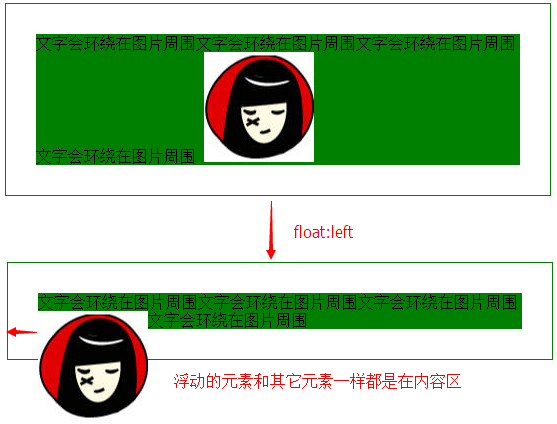 文字会环绕在图片周围文字会环绕在图片周围文字会环绕在图片周围
文字会环绕在图片周围
float:left
文字会环绕在图片周围文字会环绕在图片周围文字会环绕在图片周围
文字会环绕在图片周围
浮动的元素和其它元素一样都是在内容区